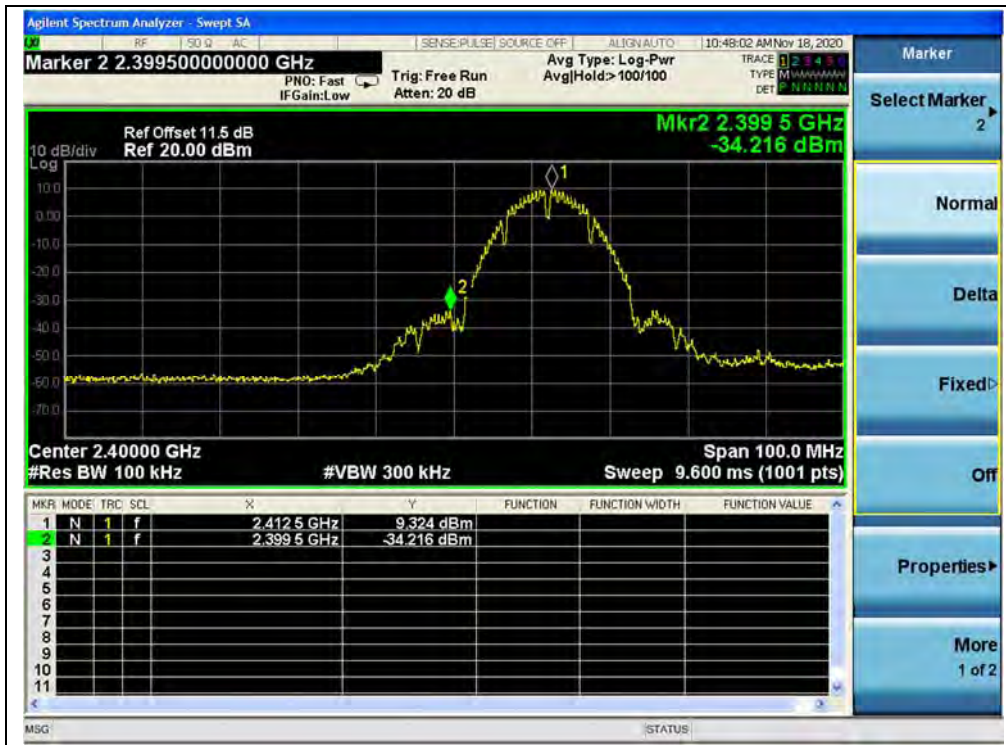 Agilent Spectrum Analyzer - Swept SA
RF 50 Ω AC SENSE:PULSE SOURCE OFF ALIGNAUTO 10:48:02 AM Nov 18, 2020
Marker 2 2.399500000000 GHz
PNO: Fast
IFGain:Low
Trig: Free Run
Atten: 20 dB
Avg Type: Log-Pwr
Avg|Hold:> 100/100
TRACE 1 2 3 4 5 6
TYPE M
DET P N N N N N
Mkr2 2.399 5 GHz
-34.216 dBm
Ref Offset 11.5 dB
10 dB/div Ref 20.00 dBm
Log
10.0
0.00
-10.0
-20.0
-30.0
-40.0
-50.0
-60.0
-70.0
1
2
Center 2.40000 GHz Span 100.0 MHz
#Res BW 100 kHz #VBW 300 kHz Sweep 9.600 ms (1001 pts)
MKR MODE TRC SCL X Y FUNCTION FUNCTION WIDTH FUNCTION VALUE
1 N 1 f 2.412 5 GHz 9.324 dBm
2 N 1 f 2.399 5 GHz -34.216 dBm
3
4
5
6
7
8
9
10
11
MSG STATUS
Marker
Select Marker
2
Normal
Delta
Fixed
Off
Properties
More
1 of 2